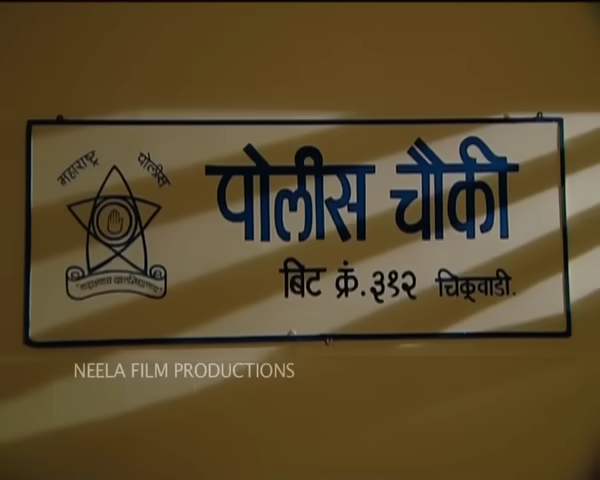 महाराष्ट्र पोलीस
पोलीस चौकी
बिट क्रं. ३१२ चिक्रूवाडी.
NEELA FILM PRODUCTIONS